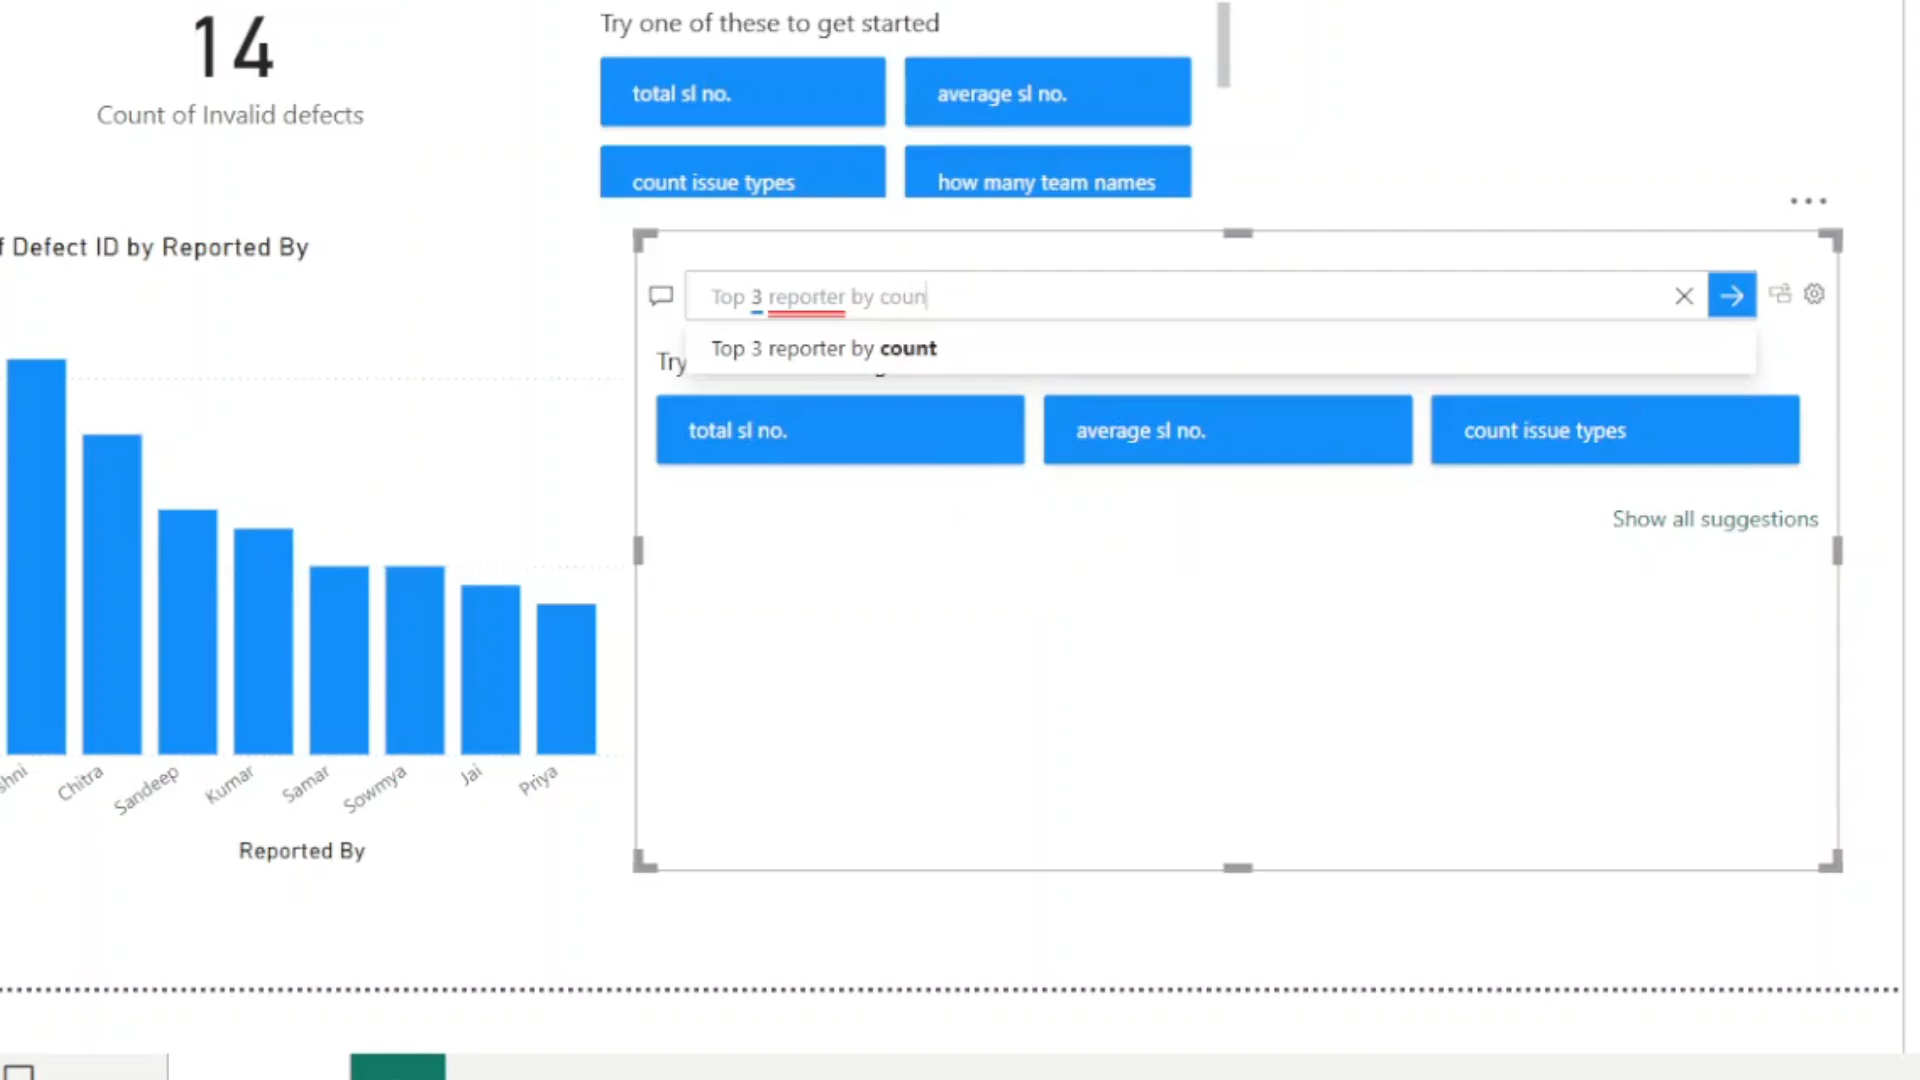 14
Count of Invalid defects
Try one of these to get started
total sl no.
average sl no.
count issue types
how many team names
f Defect ID by Reported By
Top 3 reporter by coun
Top 3 reporter by count
Try
total sl no.
average sl no.
count issue types
Show all suggestions
shni
Chitra
Sandeep
Kumar
Samar
Sowmya
Jai
Priya
Reported By